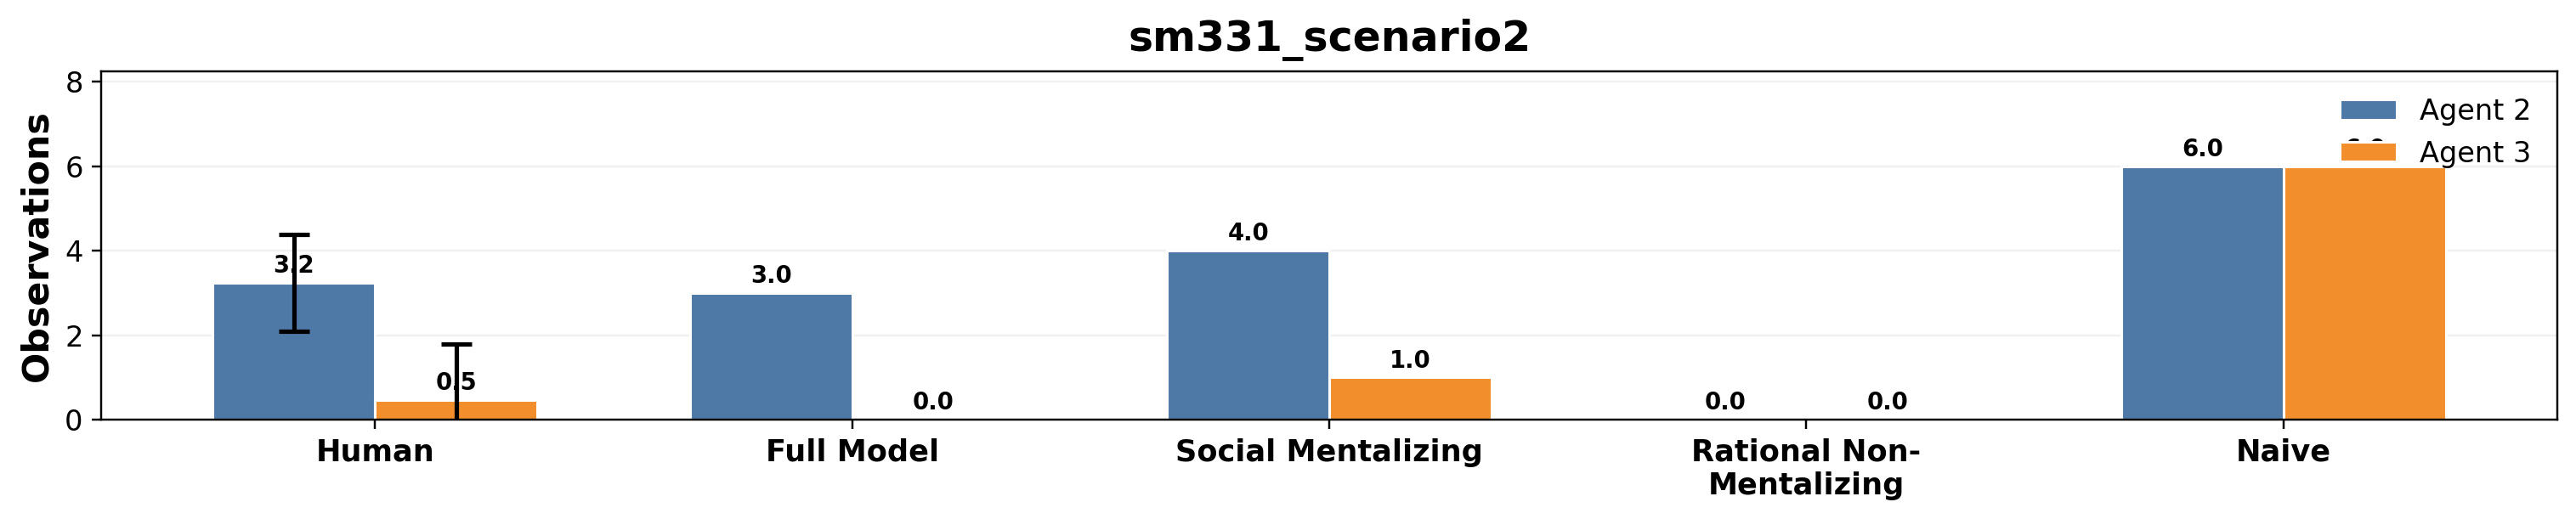 sm331_scenario2
Observations
8
6
4
2
0
Agent 2
Agent 3
3.2
0.5
3.0
0.0
4.0
1.0
0.0
0.0
6.0
Human
Full Model
Social Mentalizing
Rational Non-
Mentalizing
Naive